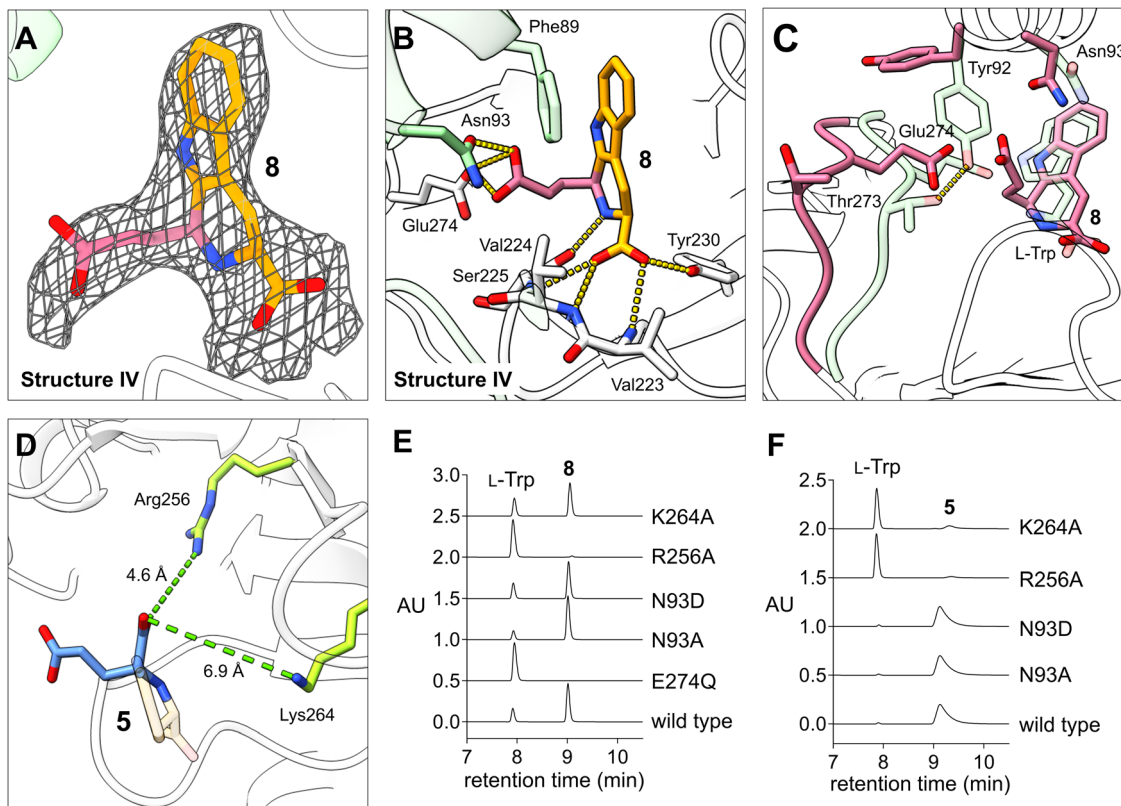 A
8
Structure IV
B
Phe89
Asn93
8
Glu274
Val224
Ser225
Tyr230
Val223
Structure IV
C
Tyr92
Asn93
Glu274
Thr273
8
L-Trp
D
Arg256
4.6 Å
6.9 Å
5
Lys264
E
L-Trp
8
3.0
2.5
2.0
1.5
1.0
0.5
0.0
AU
K264A
R256A
N93D
N93A
E274Q
wild type
7 8 9 10
retention time (min)
F
L-Trp
5
2.5
2.0
1.5
1.0
0.5
0.0
AU
K264A
R256A
N93D
N93A
wild type
7 8 9 10
retention time (min)